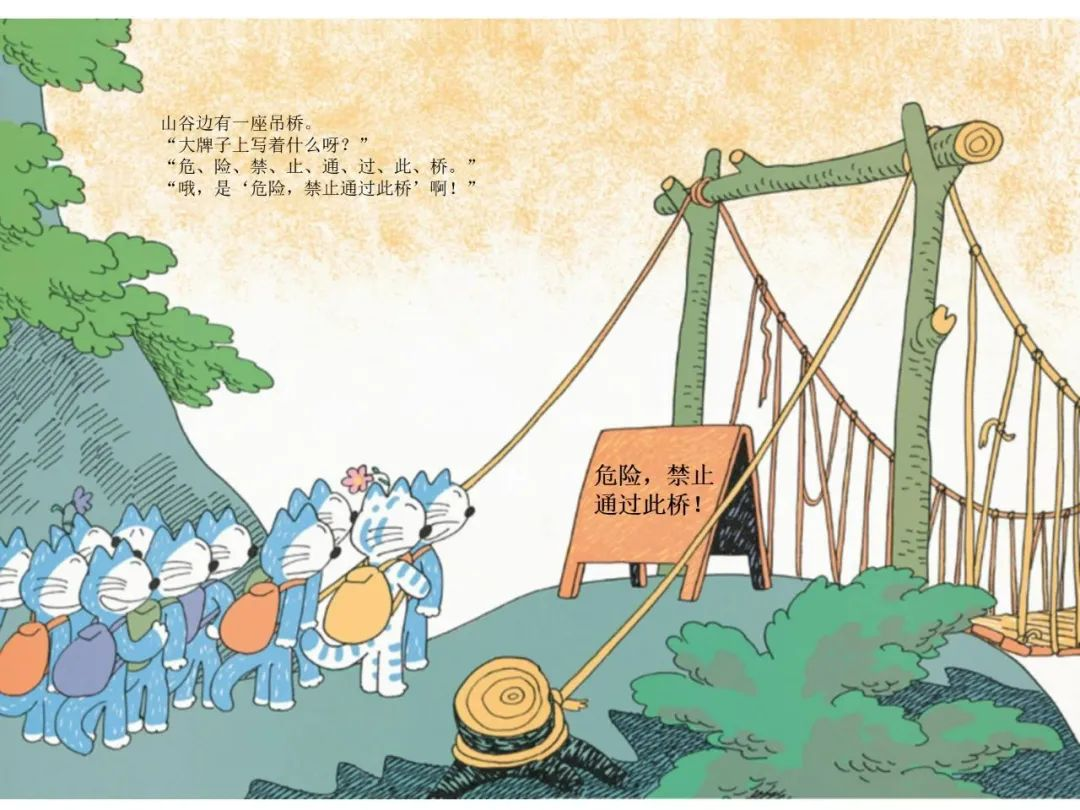 山谷边有一座吊桥。
“大牌子上写着什么呀？”
“危、险、禁、止、通、过、此、桥。”
“哦，是‘危险，禁止通过此桥’啊！”
危险，禁止
通过此桥！